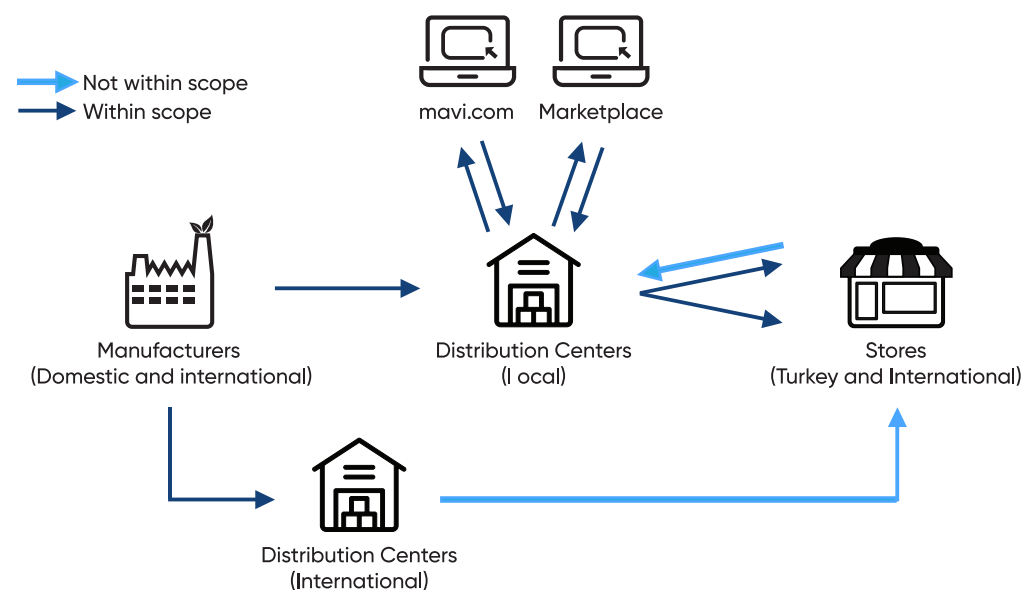 Not within scope
Within scope
mavi.com
Marketplace
Manufacturers
(Domestic and international)
Distribution Centers
(l ocal)
Stores
(Turkey and International)
Distribution Centers
(International)